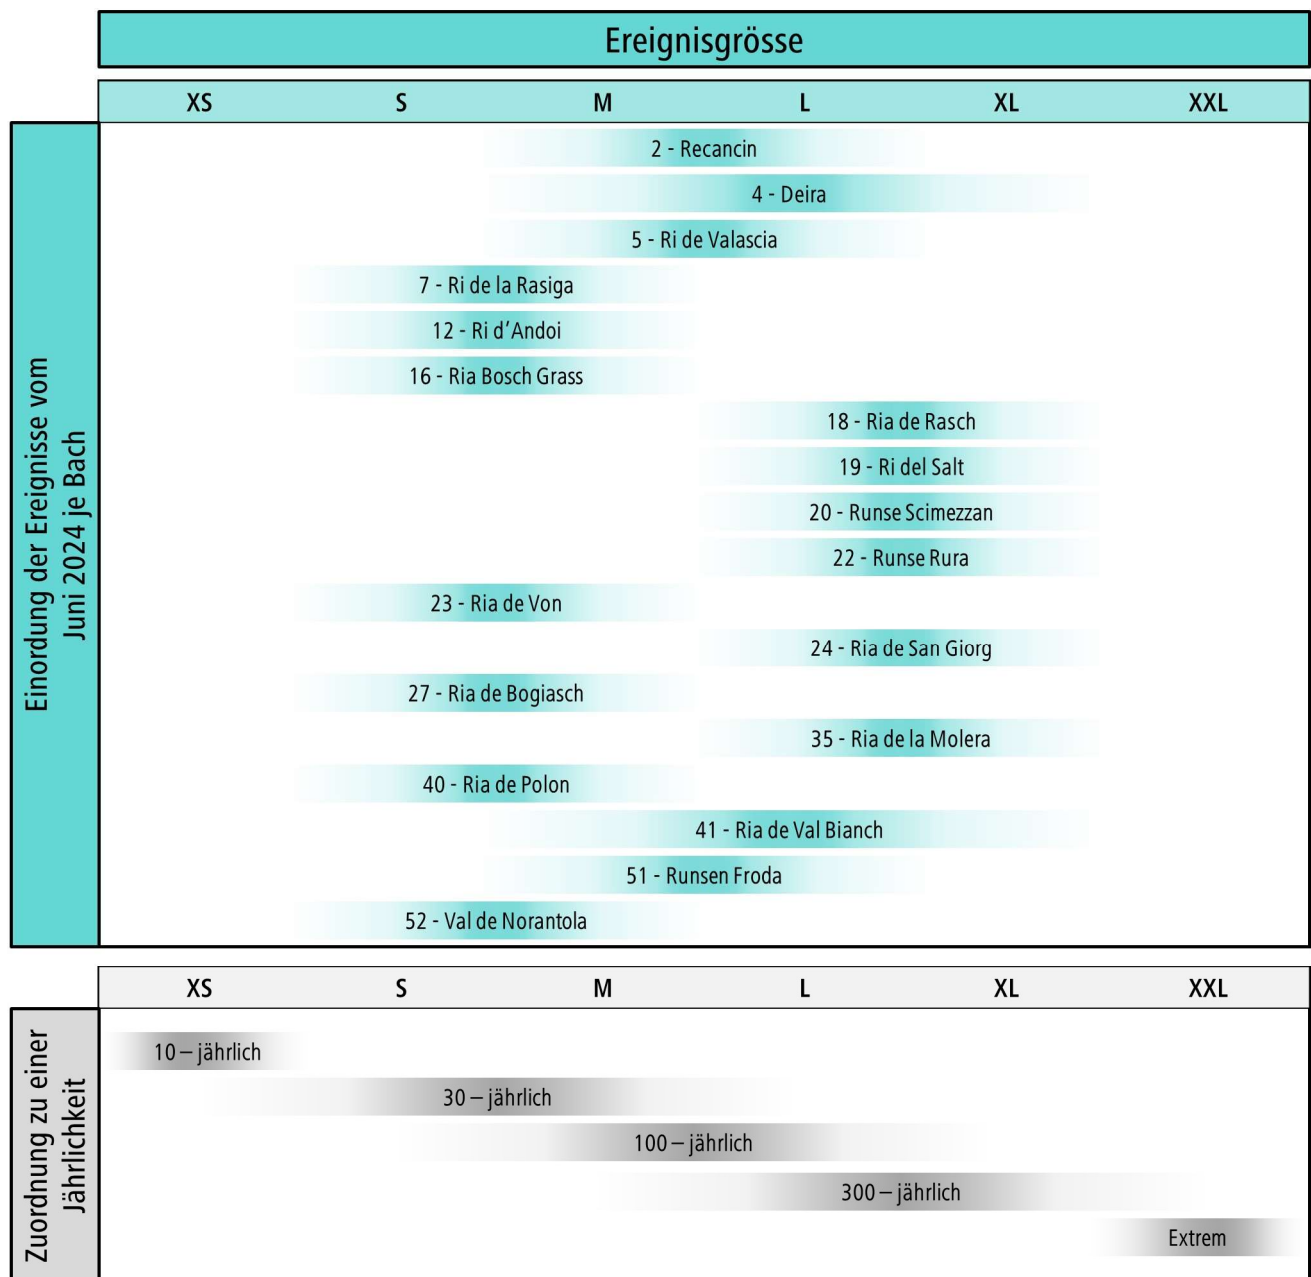 Ereignisgrösse
XS S M L XL XXL
Einordung der Ereignisse vom
Juni 2024 je Bach
2 - Recancin
4 - Deira
5 - Ri de Valascia
7 - Ri de la Rasiga
12 - Ri d’Andoi
16 - Ria Bosch Grass
18 - Ria de Rasch
19 - Ri del Salt
20 - Runse Scimezzan
22 - Runse Rura
23 - Ria de Von
24 - Ria de San Giorg
27 - Ria de Bogiasch
35 - Ria de la Molera
40 - Ria de Polon
41 - Ria de Val Bianch
51 - Runsen Froda
52 - Val de Norantola
XS S M L XL XXL
Zuordnung zu einer
Jährlichkeit
10 – jährlich
30 – jährlich
100 – jährlich
300 – jährlich
Extrem